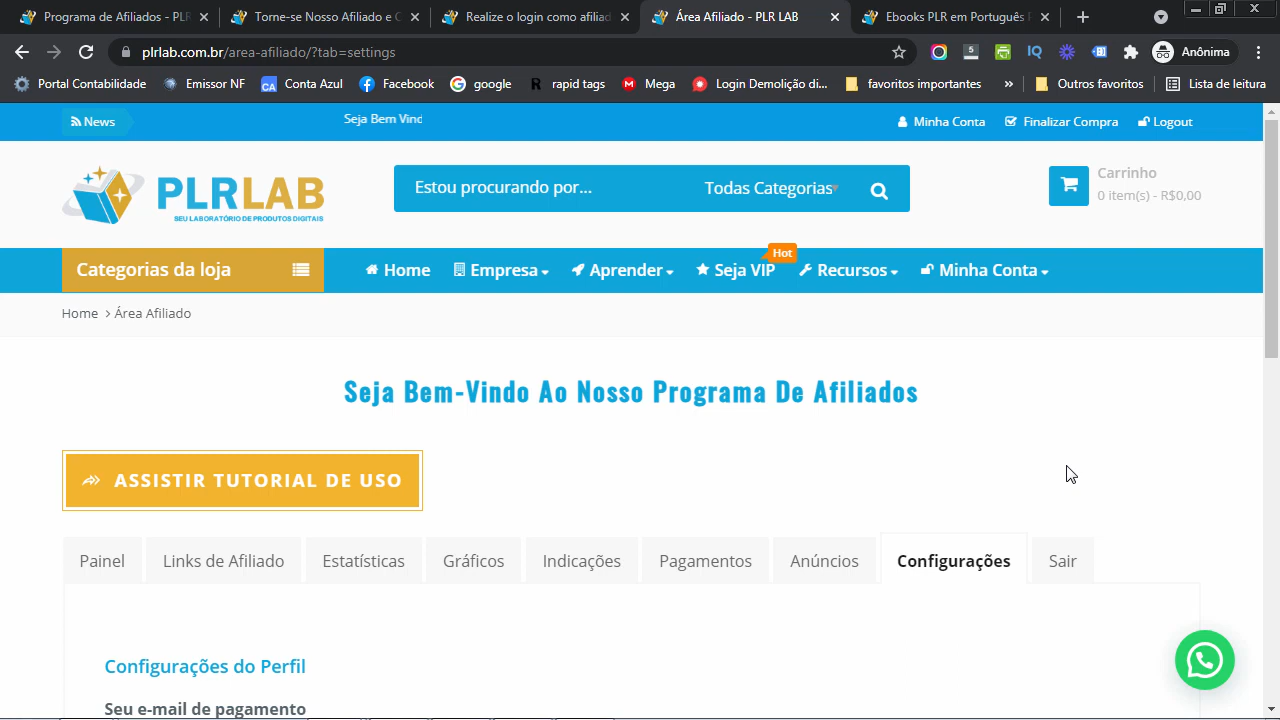 Programa de Afiliados - PLR
Torne-se Nosso Afiliado e C
Realize o login como afiliad
Área Afiliado - PLR LAB
Ebooks PLR em Português
plrlab.com.br/area-afiliado/?tab=settings
5
IQ
Anônima
Portal Contabilidade
Emissor NF
CA
Conta Azul
Facebook
google
R
rapid tags
M
Mega
Login Demolição di...
favoritos importantes
»
Outros favoritos
Lista de leitura
News
Seja Bem Vind
Minha Conta
Finalizar Compra
Logout
PLRLAB
SEU LABORATÓRIO DE PRODUTOS DIGITAIS
Estou procurando por...
Todas Categorias
Carrinho
0 item(s) - R$0,00
Categorias da loja
Home
Empresa
Aprender
Seja VIP
Hot
Recursos
Minha Conta
Home > Área Afiliado
Seja Bem-Vindo Ao Nosso Programa De Afiliados
ASSISTIR TUTORIAL DE USO
Painel
Links de Afiliado
Estatísticas
Gráficos
Indicações
Pagamentos
Anúncios
Configurações
Sair
Configurações do Perfil
Seu e-mail de pagamento